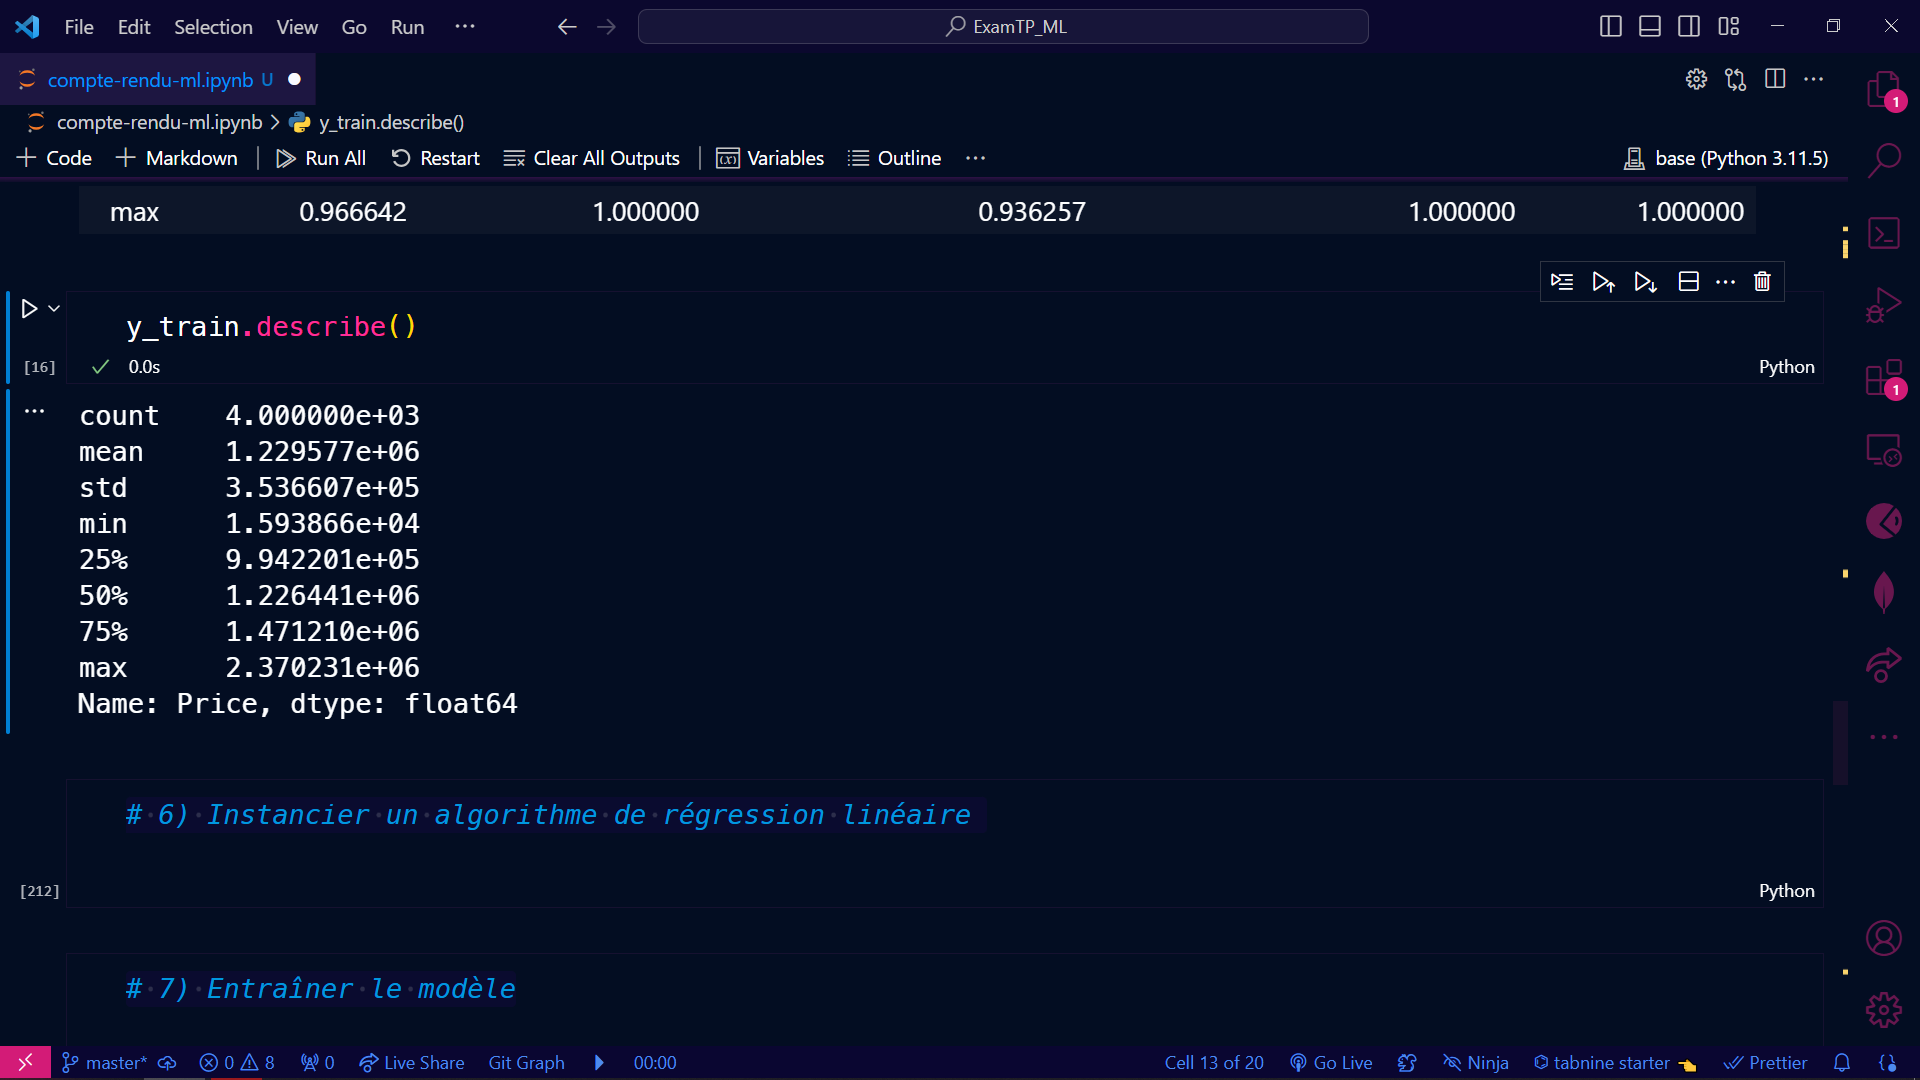 File Edit Selection View Go Run ··· ExamTP_ML
compte-rendu-ml.ipynb U
compte-rendu-ml.ipynb > y_train.describe()
+ Code + Markdown | Run All Restart Clear All Outputs | Variables Outline ··· base (Python 3.11.5)
max 0.966642 1.000000 0.936257 1.000000 1.000000
y_train.describe()
[16] 0.0s Python
count 4.000000e+03
mean 1.229577e+06
std 3.536607e+05
min 1.593866e+04
25% 9.942201e+05
50% 1.226441e+06
75% 1.471210e+06
max 2.370231e+06
Name: Price, dtype: float64
# 6) Instancier un algorithme de régression linéaire
[212] Python
# 7) Entraîner le modèle
master* 0 8 0 Live Share Git Graph 00:00 Cell 13 of 20 Go Live Ninja tabnine starter Prettier
1
1